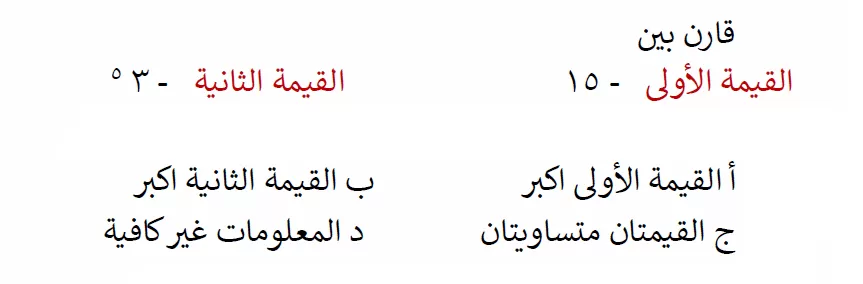 قارن بين
القيمة الأولى - ١٥ القيمة الثانية - ٣ ٥
أ القيمة الأولى اكبر ب القيمة الثانية اكبر
ج القيمتان متساويتان د المعلومات غير كافية